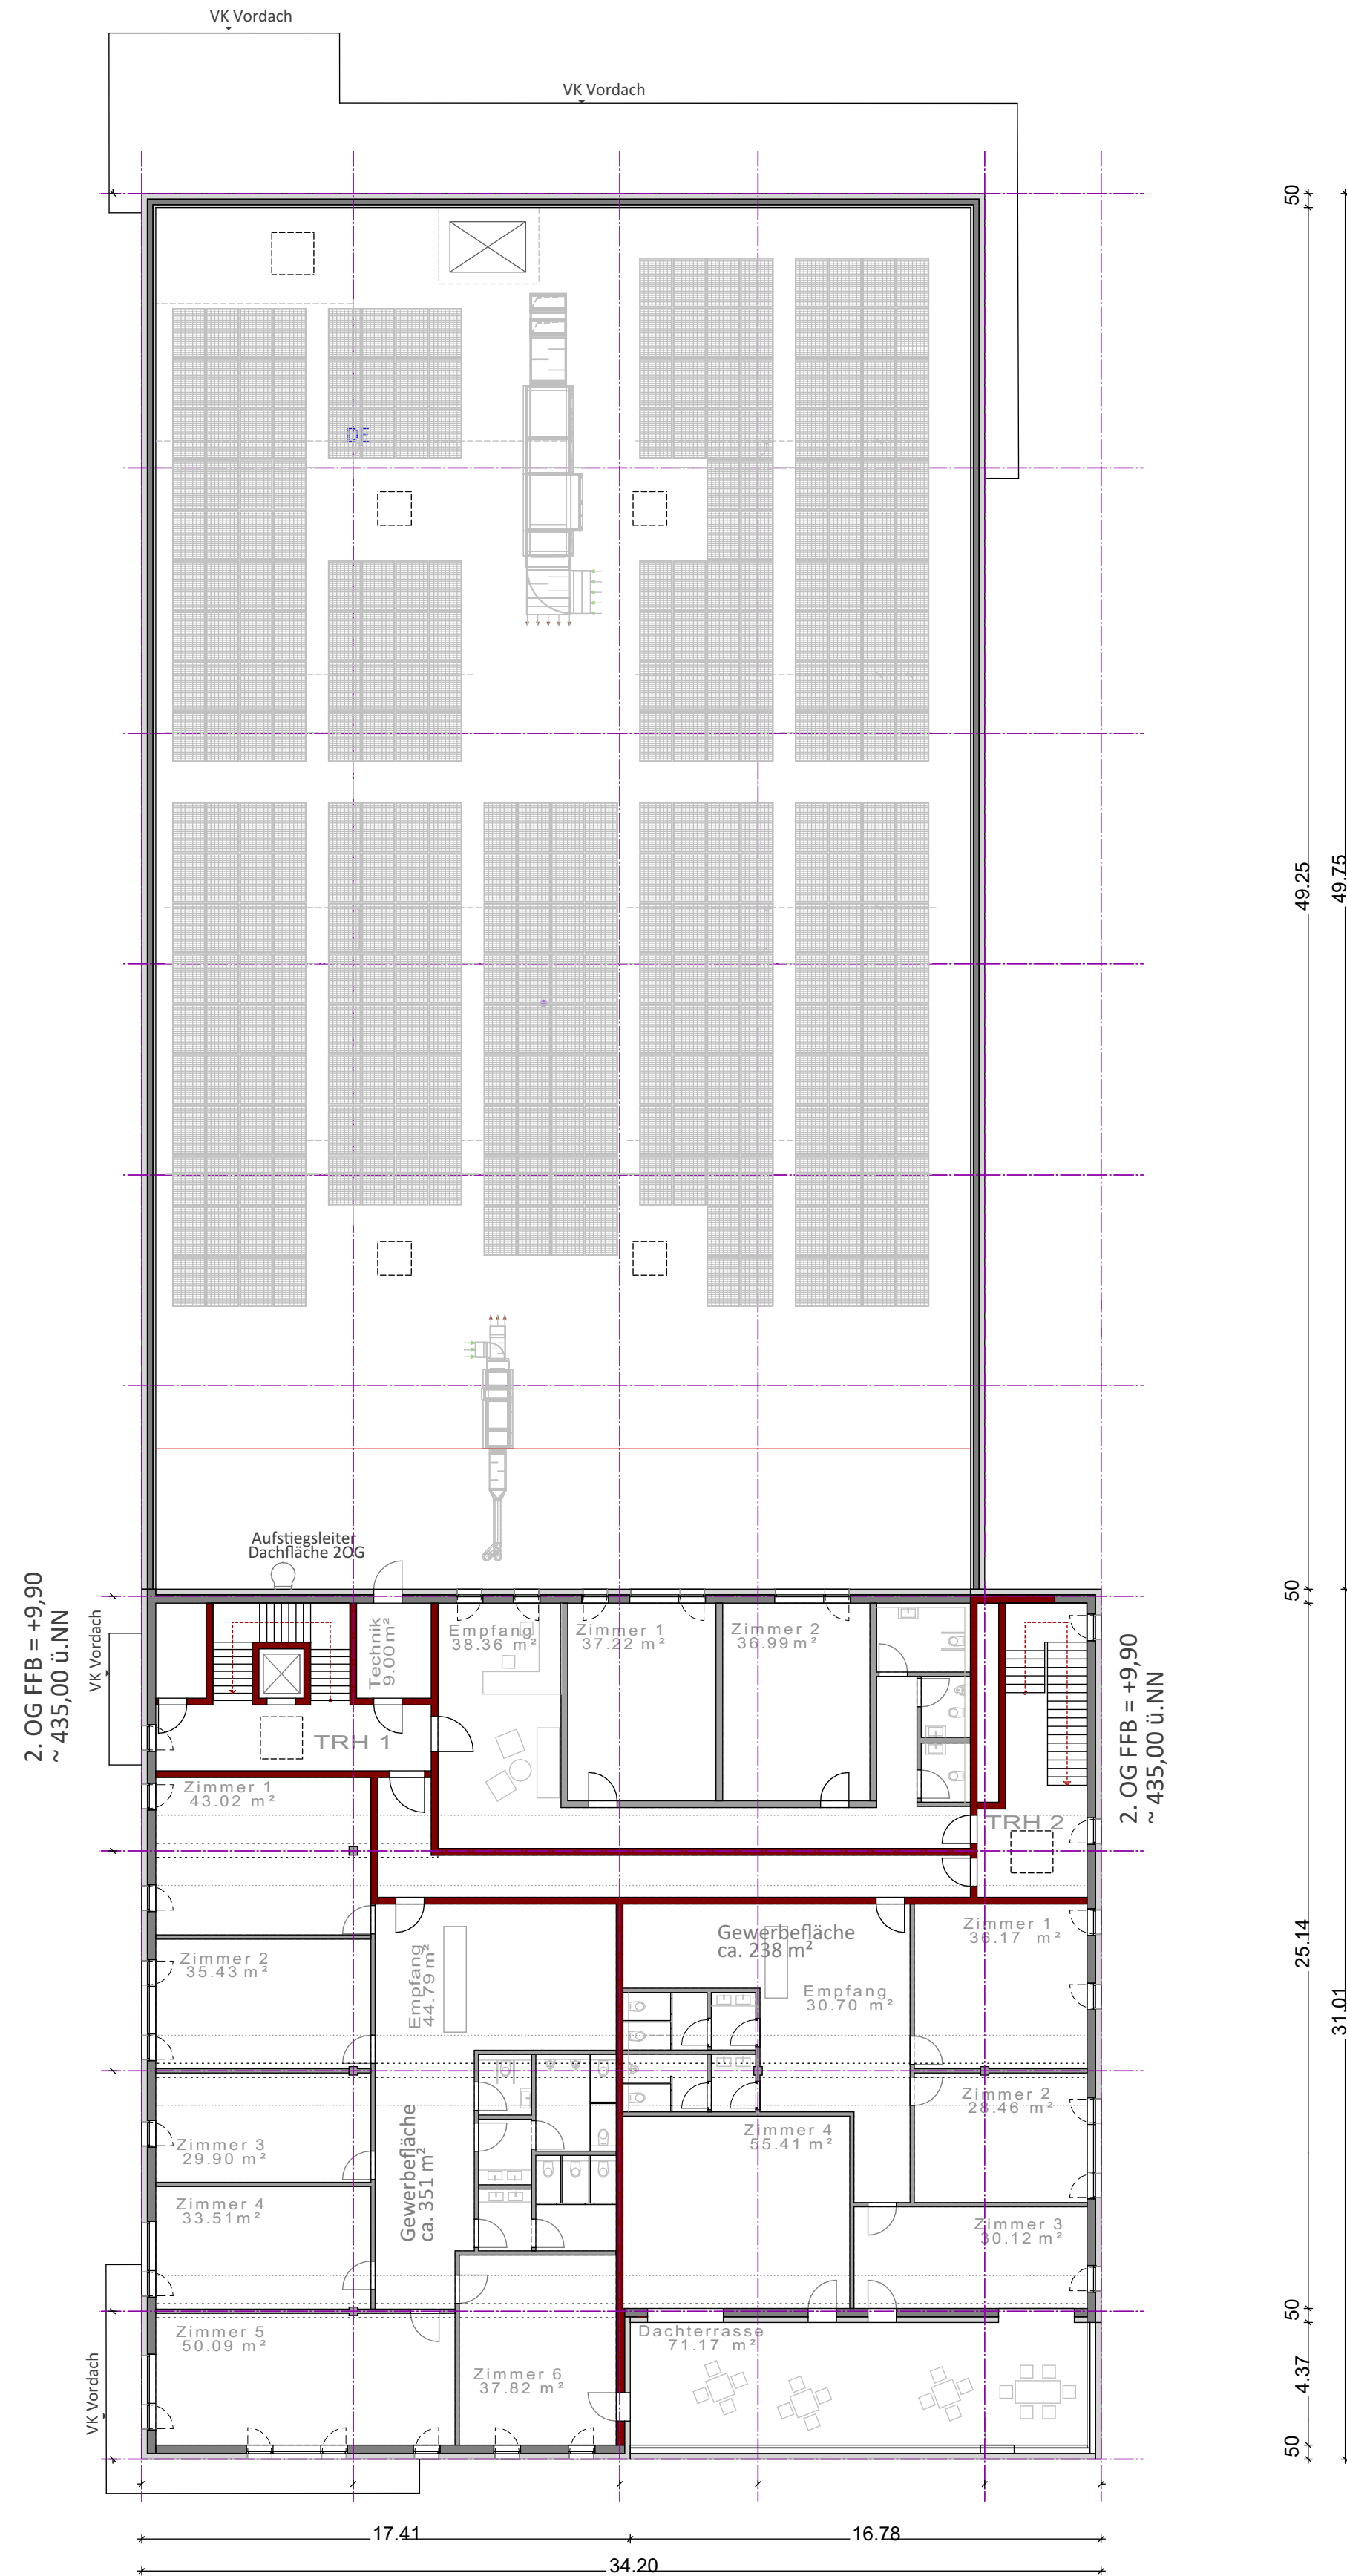 VK Vordach
VK Vordach
50
DE
49.25
49.75
Aufstiegsleiter
Dachfläche 2OG
50
2. OG FFB = +9,90
~ 435,00 ü.NN
VK Vordach
Technik
9.00 m²
Empfang
38.36 m²
Zimmer 1
37.22 m²
Zimmer 2
36.99 m²
2. OG FFB = +9,90
~ 435,00 ü.NN
TRH 1
TRH 2
Zimmer 1
43.02 m²
Zimmer 2
35.43 m²
Empfang
44.79 m²
Gewerbefläche
ca. 238 m²
Empfang
30.70 m²
Zimmer 1
36.17 m²
25.14
31.01
Zimmer 2
28.46 m²
Zimmer 3
29.90 m²
Gewerbefläche
ca. 351 m²
Zimmer 4
55.41 m²
Zimmer 4
33.51 m²
Zimmer 3
30.12 m²
50
Zimmer 5
50.09 m²
Dachterrasse
71.17 m²
Zimmer 6
37.82 m²
VK Vordach
4.37
50
17.41
16.78
34.20